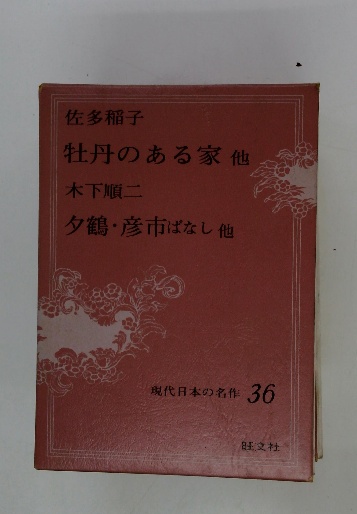 佐多稲子
牡丹のある家 他
木下順二
夕鶴・彦市ばなし 他
現代日本の名作 36
旺文社